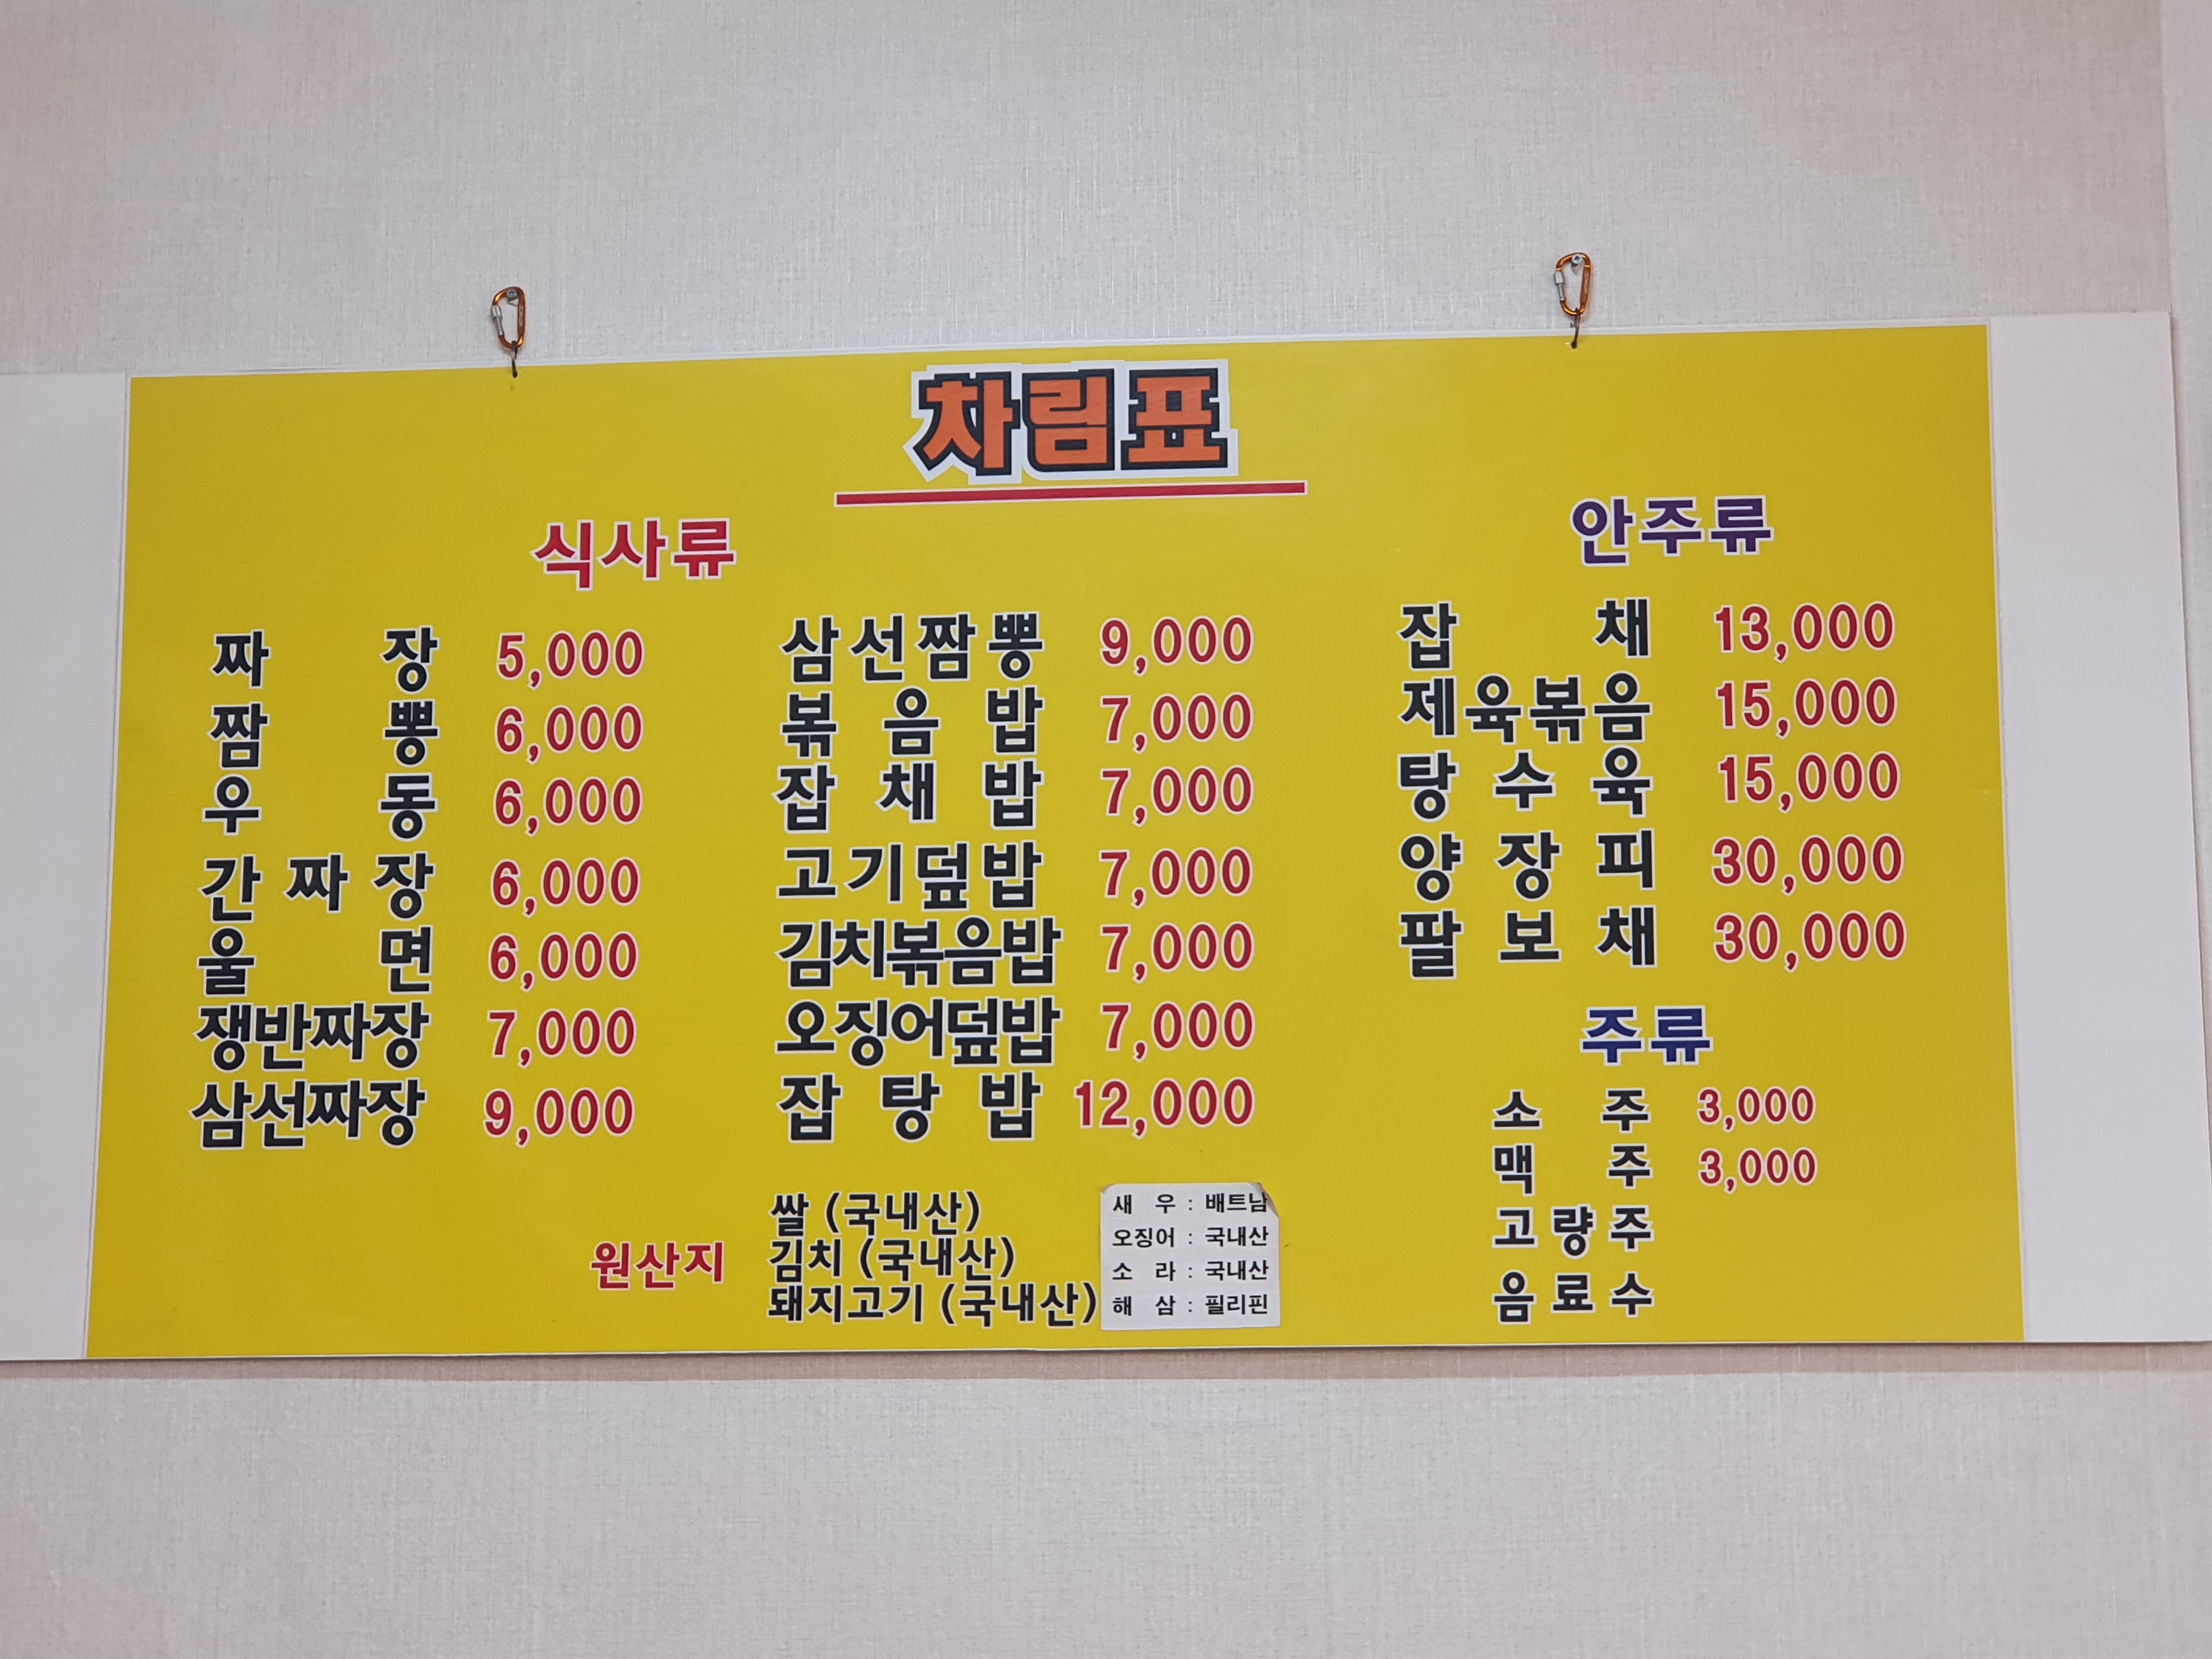 차림표
식사류
짜장 5,000
짬뽕 6,000
우동 6,000
간짜장 6,000
울면 6,000
쟁반짜장 7,000
삼선짜장 9,000
삼선짬뽕 9,000
볶음밥 7,000
잡채밥 7,000
고기덮밥 7,000
김치볶음밥 7,000
오징어덮밥 7,000
잡탕밥 12,000
안주류
잡채 13,000
제육볶음 15,000
탕수육 15,000
양장피 30,000
팔보채 30,000
주류
소주 3,000
맥주 3,000
고량주
음료수
원산지
쌀 (국내산)
김치 (국내산)
돼지고기 (국내산)
새우 : 배트남
오징어 : 국내산
소라 : 국내산
해삼 : 필리핀